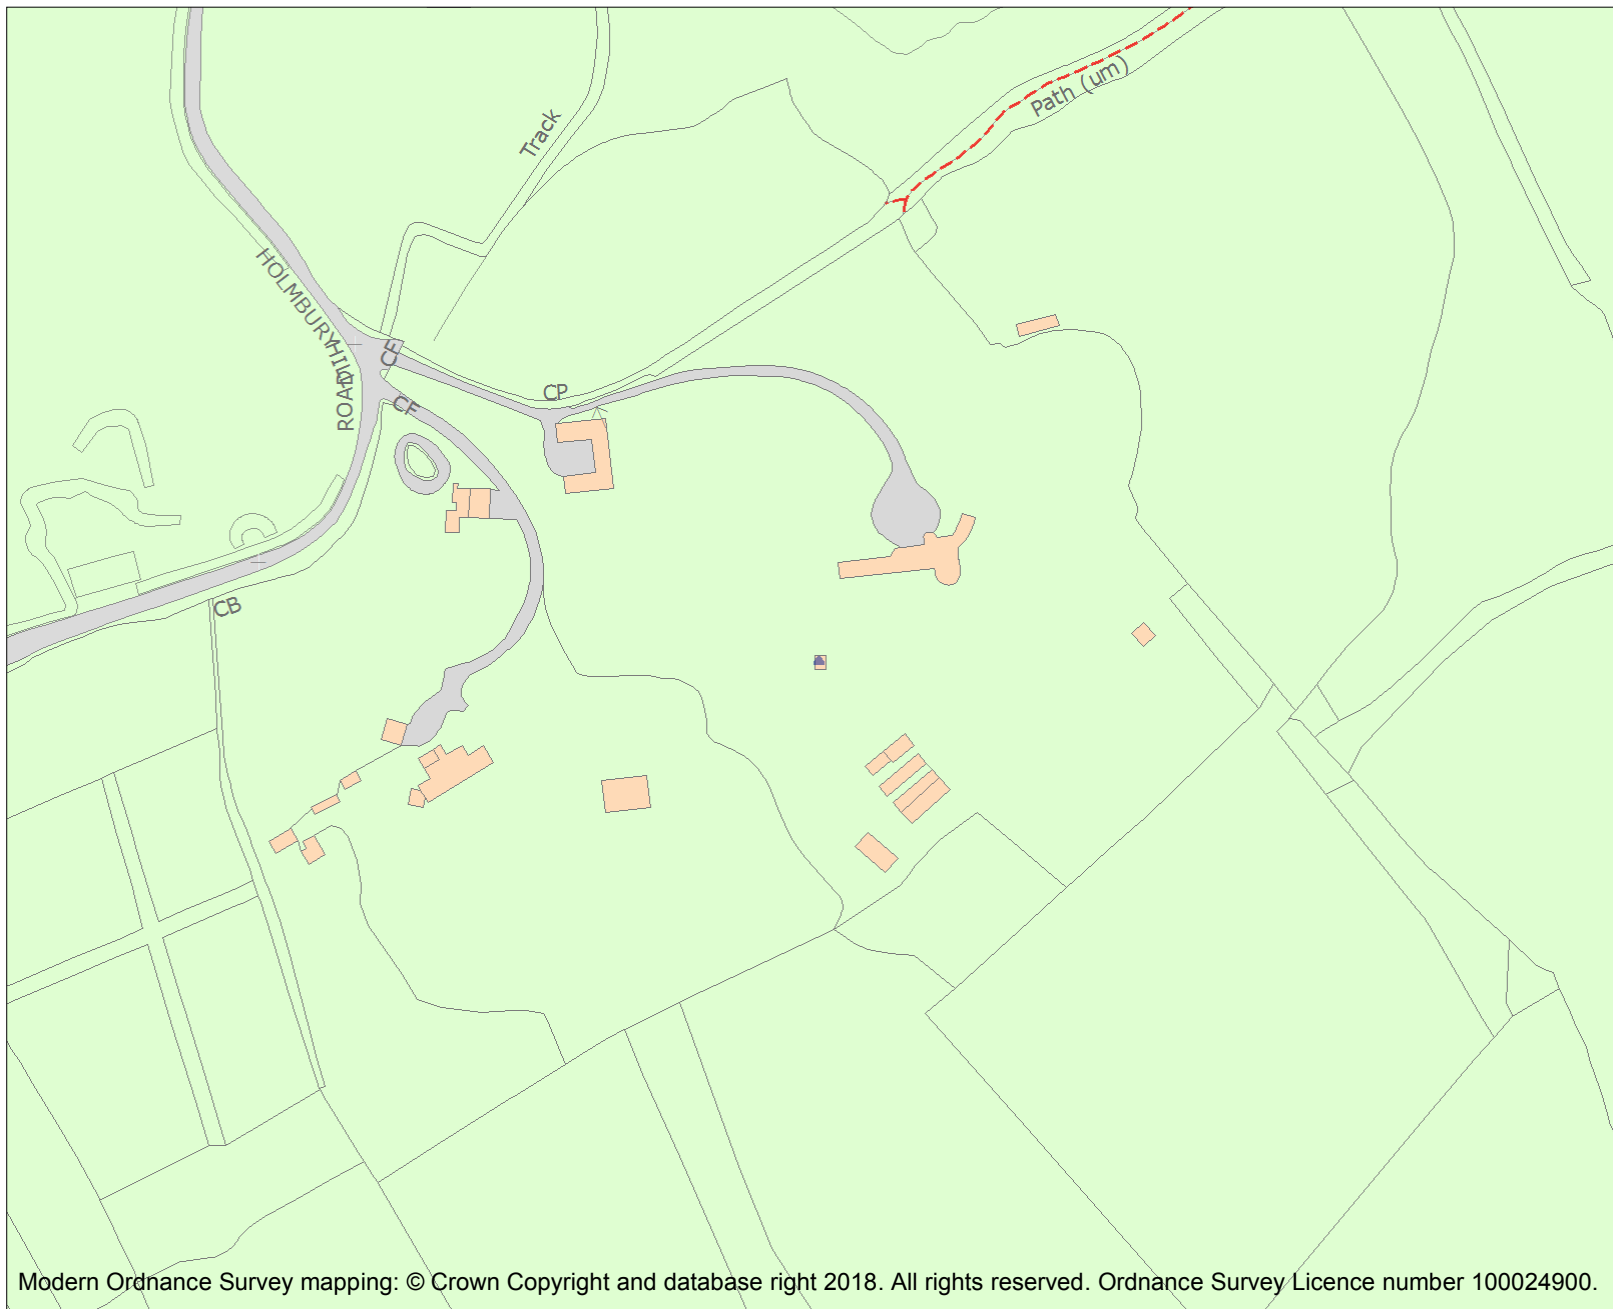 Path (um)
Track
HOLMBURY HILL
ROAD
CF
CP
CF
CB
Modern Ordnance Survey mapping: © Crown Copyright and database right 2018. All rights reserved. Ordnance Survey Licence number 100024900.